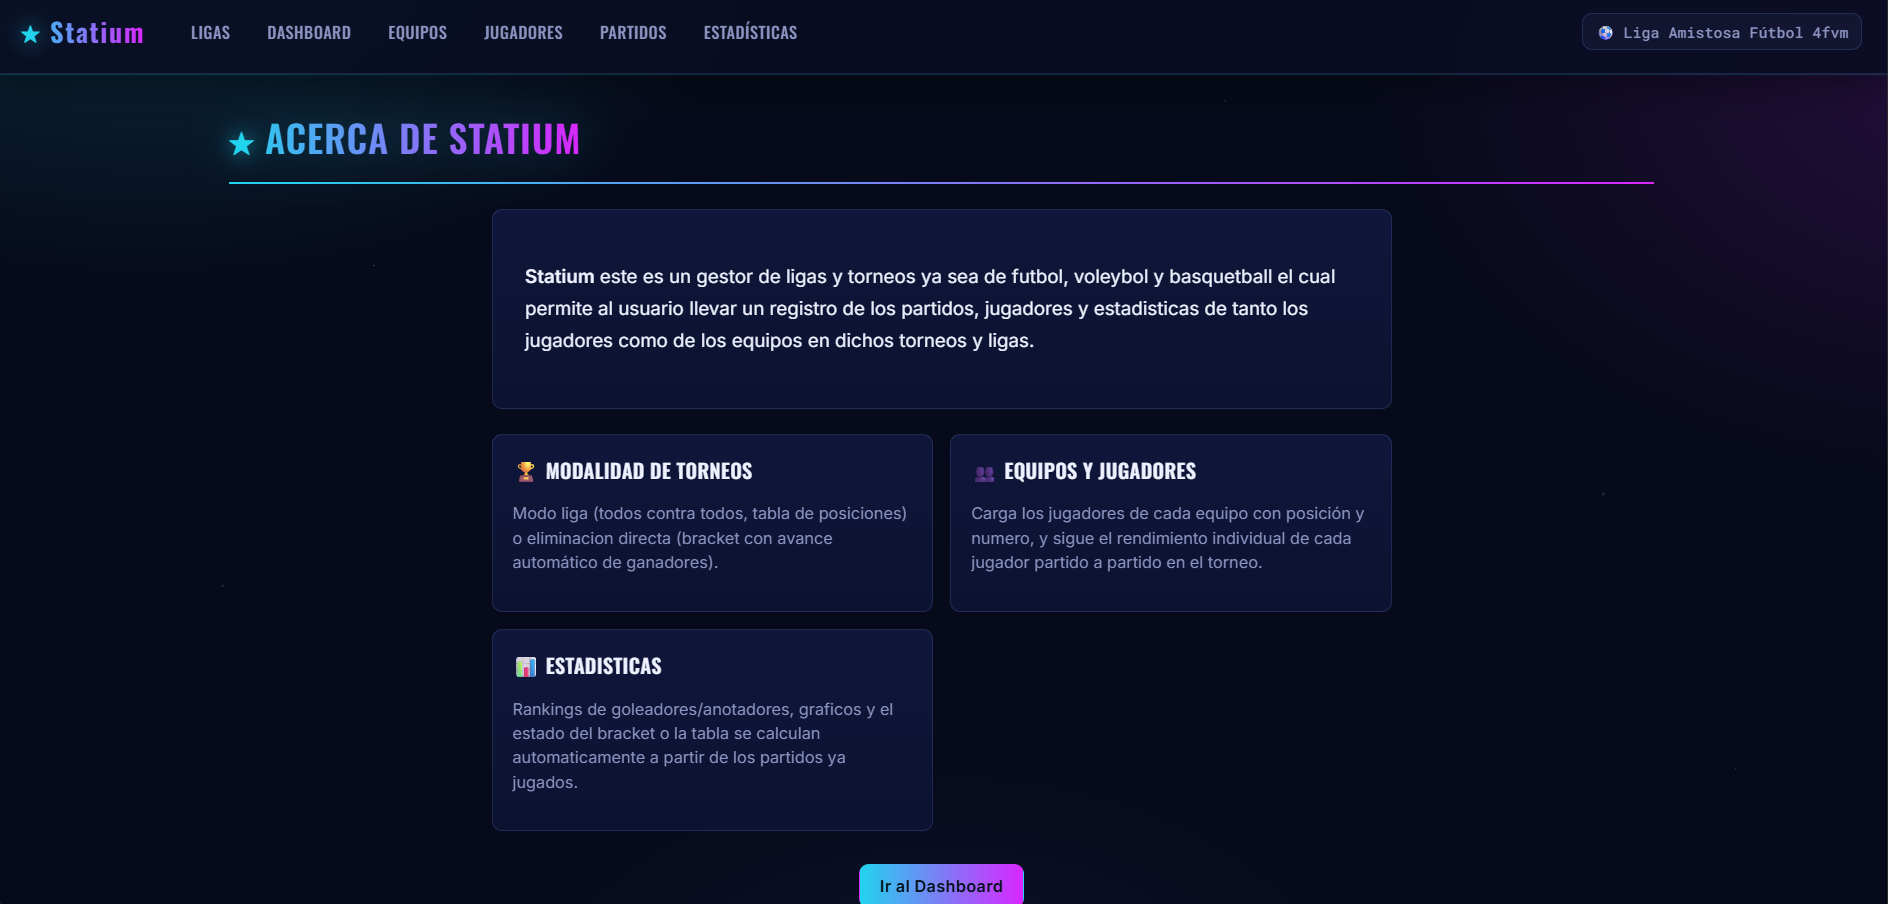 Statium
LIGAS DASHBOARD EQUIPOS JUGADORES PARTIDOS ESTADÍSTICAS
Liga Amistosa Fútbol 4fvm
ACERCA DE STATIUM
Statium este es un gestor de ligas y torneos ya sea de futbol, voleybol y basquetball el cual
permite al usuario llevar un registro de los partidos, jugadores y estadisticas de tanto los
jugadores como de los equipos en dichos torneos y ligas.
MODALIDAD DE TORNEOS
Modo liga (todos contra todos, tabla de posiciones)
o eliminacion directa (bracket con avance
automático de ganadores).
EQUIPOS Y JUGADORES
Carga los jugadores de cada equipo con posición y
numero, y sigue el rendimiento individual de cada
jugador partido a partido en el torneo.
ESTADISTICAS
Rankings de goleadores/anotadores, graficos y el
estado del bracket o la tabla se calculan
automaticamente a partir de los partidos ya
jugados.
Ir al Dashboard